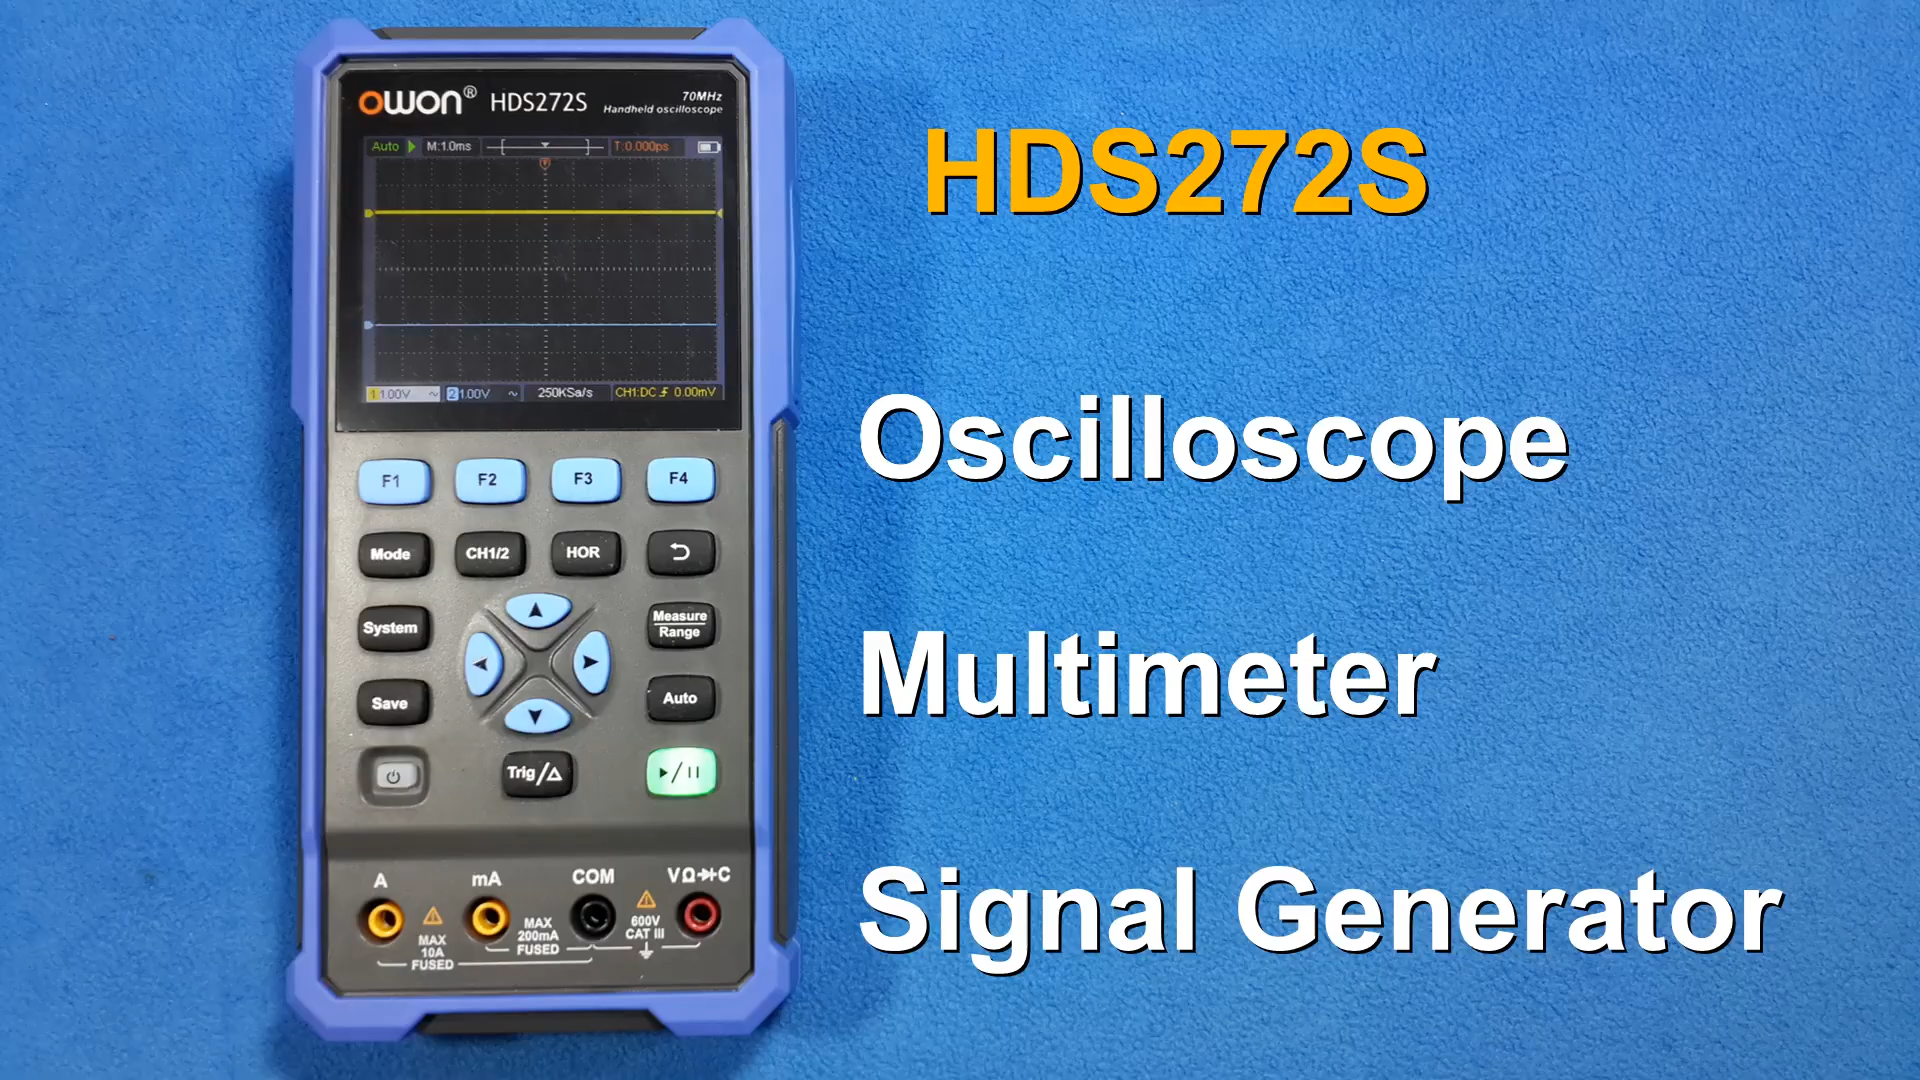 OWON® HDS272S 70MHz
Handheld oscilloscope
Auto M:1.0ms T:0.000ps
T
1 1.00V ~ 2 1.00V ~ 250KSa/s CH1:DC 0.00mV
F1 F2 F3 F4
Mode CH1/2 HOR
System Measure
Range
Save Auto
Trig/△
A mA COM VΩC
MAX
10A
FUSED
MAX
200mA
FUSED
600V
CAT III
HDS272S
Oscilloscope
Multimeter
Signal Generator